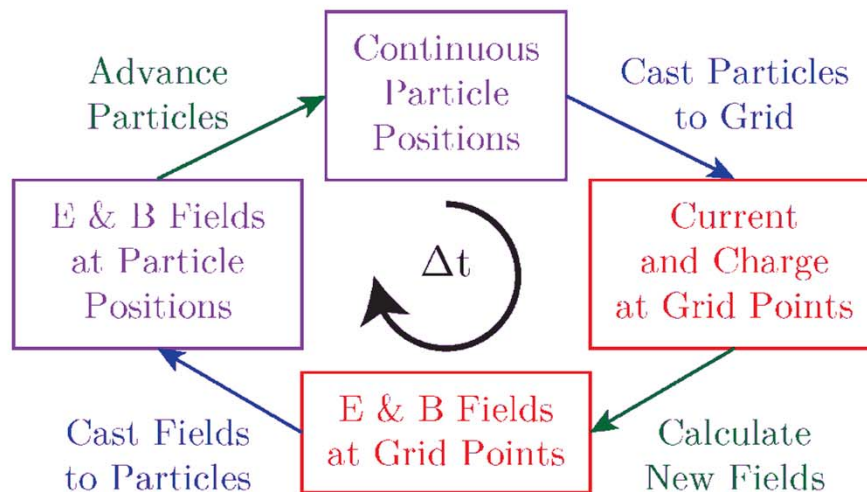 Continuous
Particle
Positions
Cast Particles
to Grid
Current
and Charge
at Grid Points
Calculate
New Fields
E & B Fields
at Grid Points
Cast Fields
to Particles
E & B Fields
at Particle
Positions
Advance
Particles
Δt